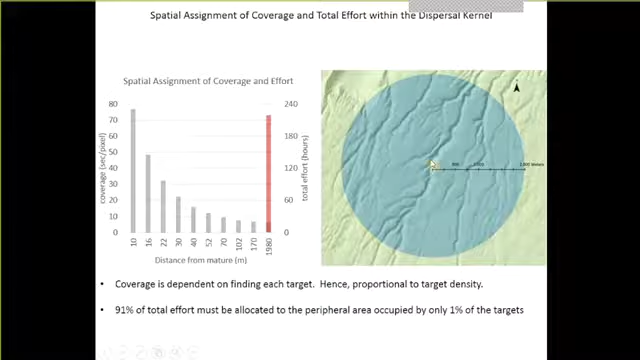 Spatial Assignment of Coverage and Total Effort within the Dispersal Kernel
Spatial Assignment of Coverage and Effort
80
70
60
50
40
30
20
10
0
coverage (sec/pixel)
240
180
120
60
0
total effort (hours)
10 16 22 30 40 52 70 102 170 1980
Distance from mature (m)
• Coverage is dependent on finding each target. Hence, proportional to target density.
• 91% of total effort must be allocated to the peripheral area occupied by only 1% of the targets